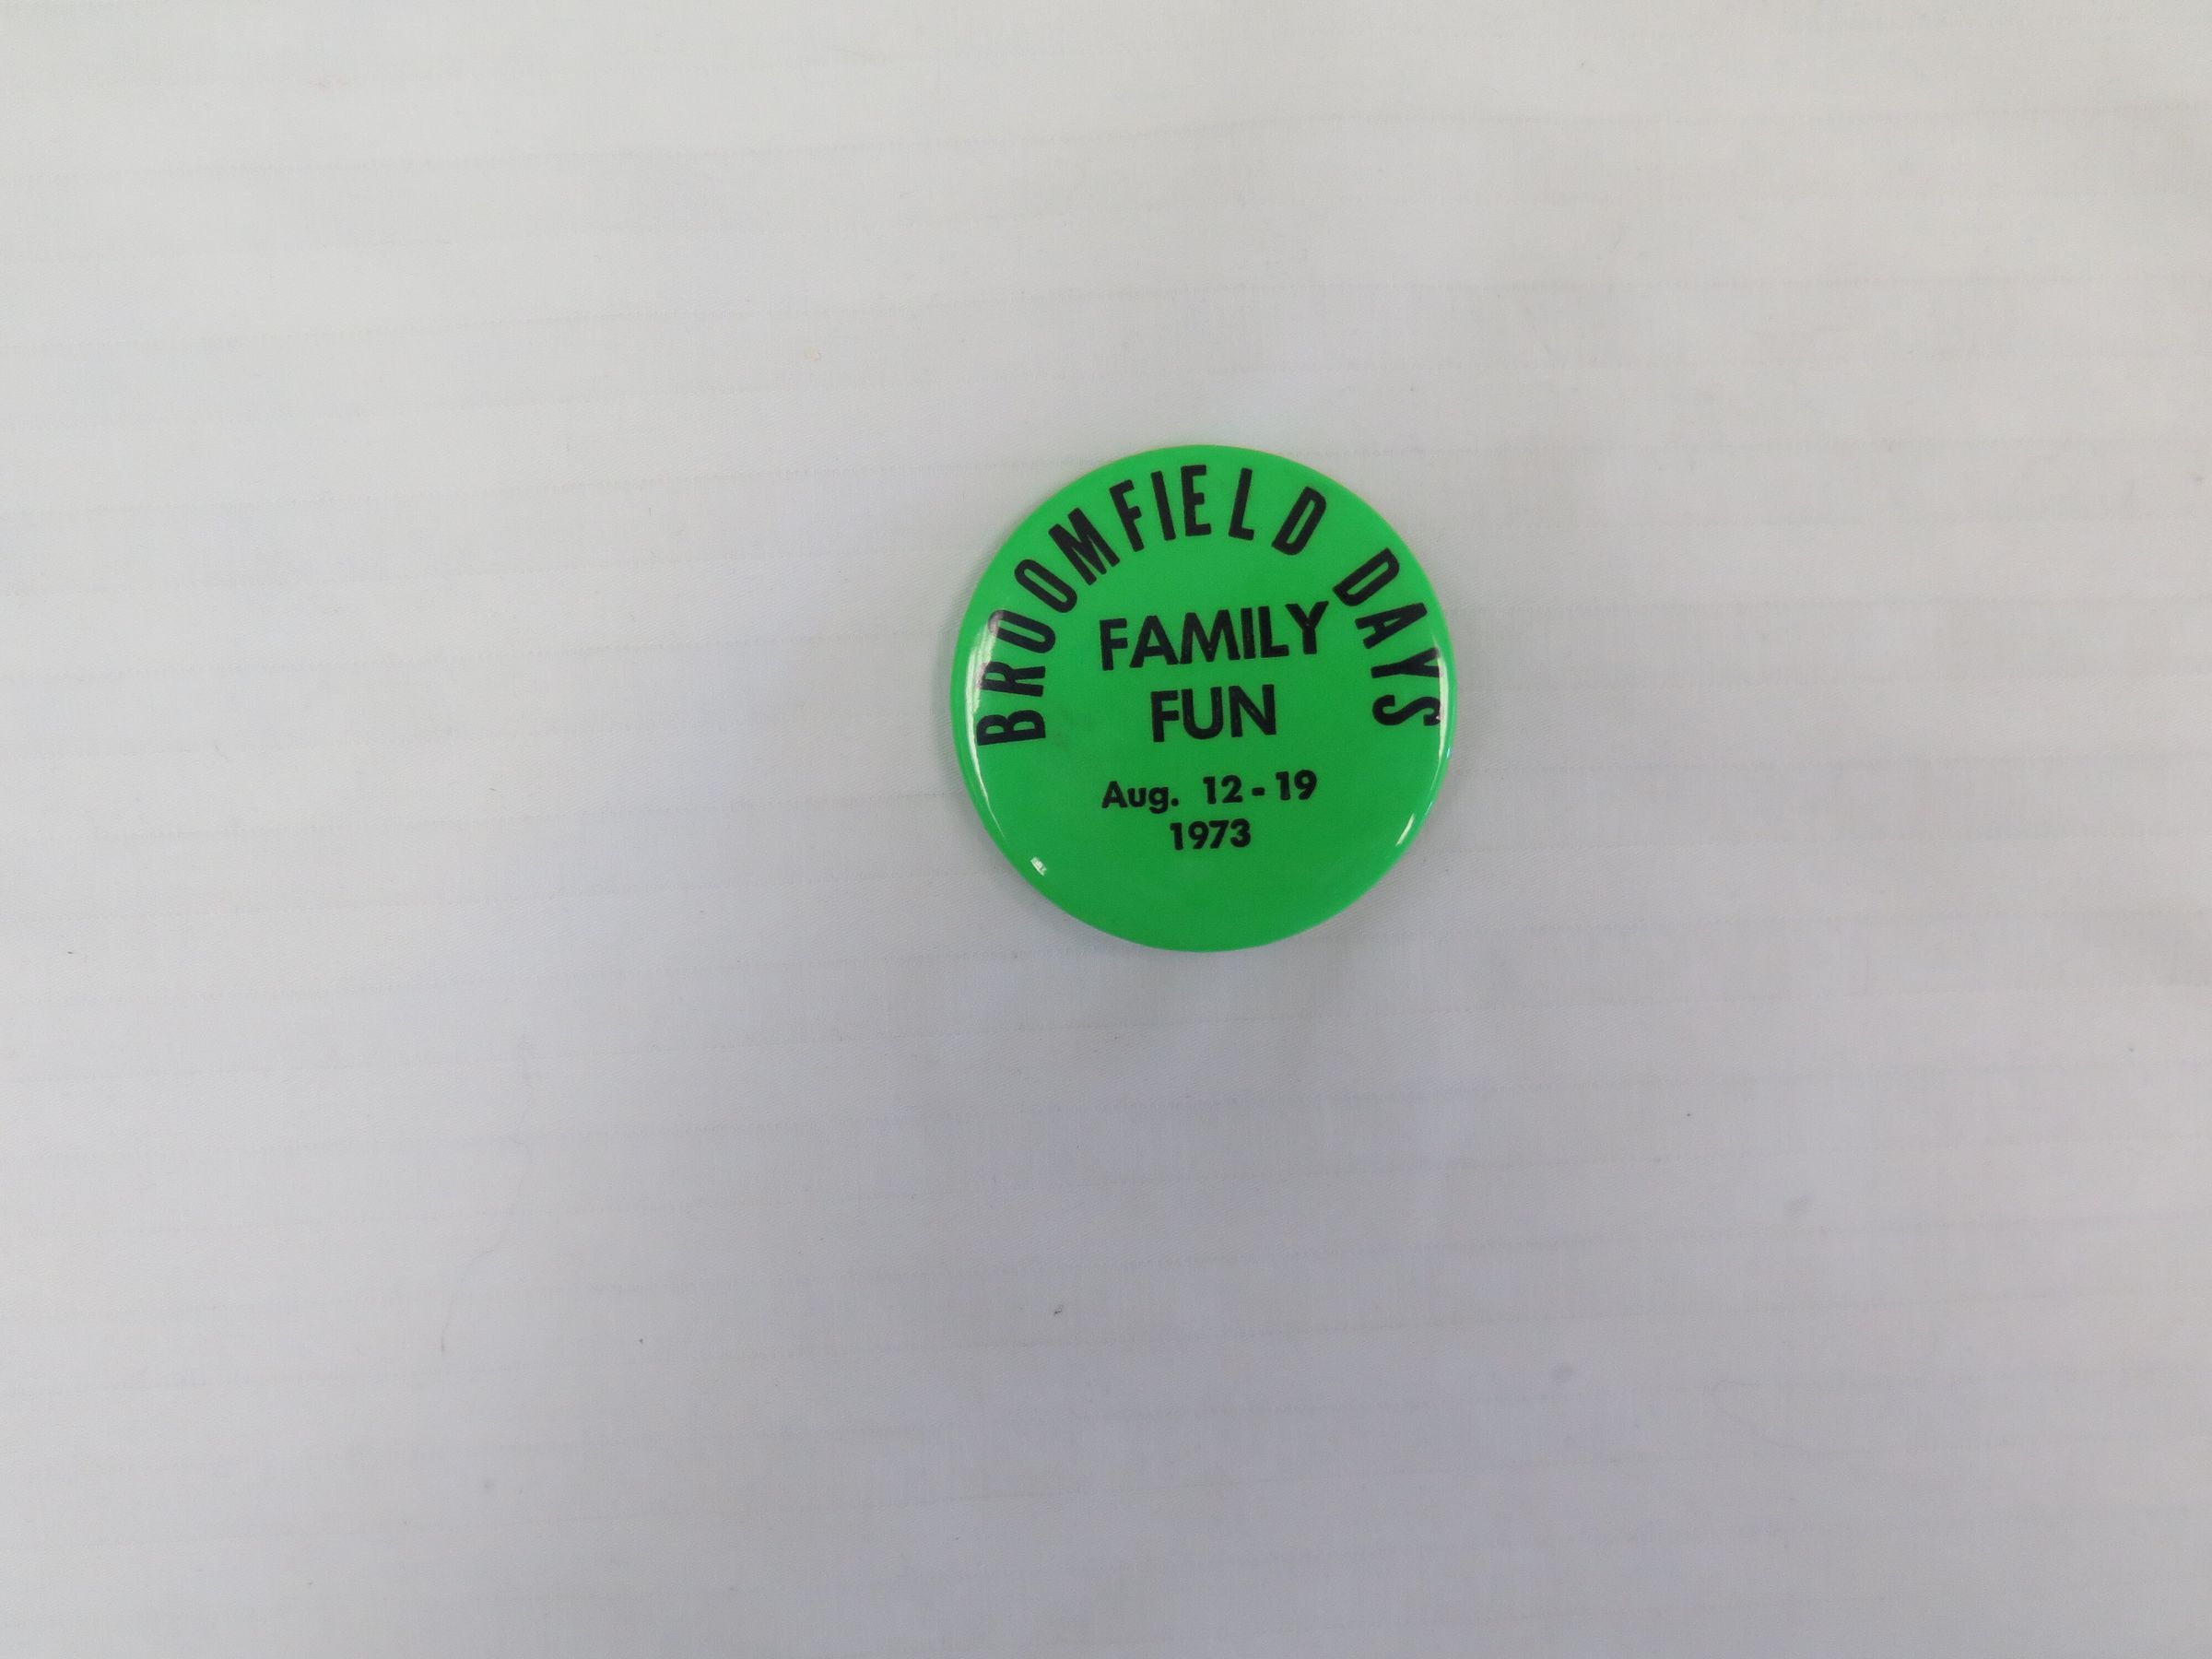 BROOMFIELD DAYS
FAMILY
FUN
Aug. 12-19
1973